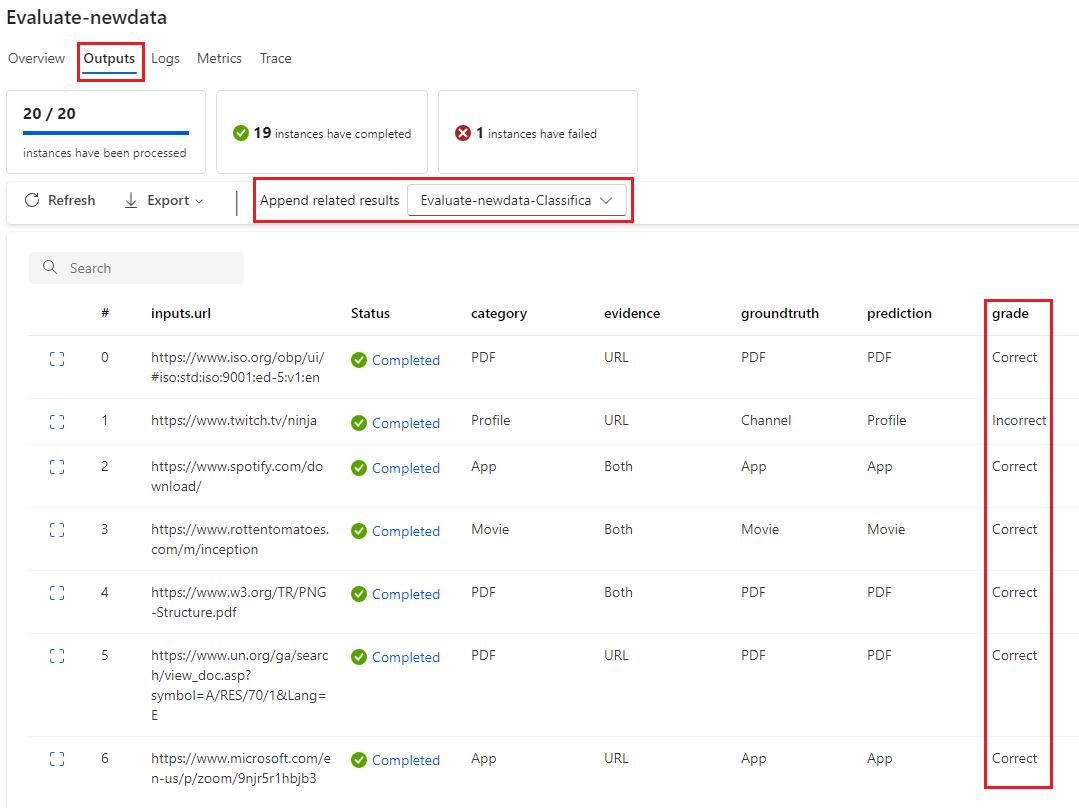 Evaluate-newdata
Overview Outputs Logs Metrics Trace
20 / 20
instances have been processed
19 instances have completed
1 instances have failed
Refresh Export Append related results Evaluate-newdata-Classifica
Search
# inputs.url Status category evidence groundtruth prediction grade
0 https://www.iso.org/obp/ui/ Completed PDF URL PDF PDF Correct
#iso:std:iso:9001:ed-5:v1:en
1 https://www.twitch.tv/ninja Completed Profile URL Channel Profile Incorrect
2 https://www.spotify.com/do Completed App Both App App Correct
wnload/
3 https://www.rottentomatoes. Completed Movie Both Movie Movie Correct
com/m/inception
4 https://www.w3.org/TR/PNG Completed PDF Both PDF PDF Correct
-Structure.pdf
5 https://www.un.org/ga/searc Completed PDF URL PDF PDF Correct
h/view_doc.asp?
symbol=A/RES/70/1&Lang=
E
6 https://www.microsoft.com/e Completed App URL App App Correct
n-us/p/zoom/9njr5r1hbjb3